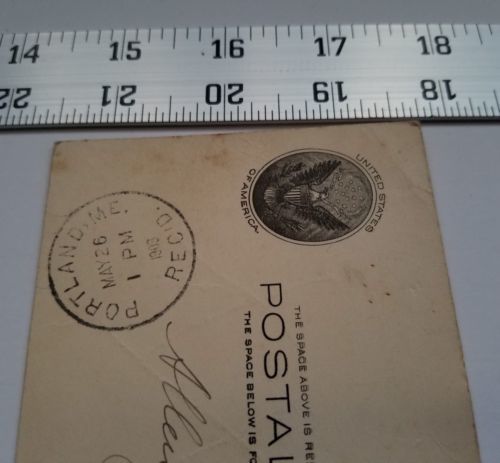 14 15 16 17 18
22 21 20 19 18
UNITED STATES
OF AMERICA.
PORTLAND, ME.
MAY 26
1 PM
REC'D.
THE SPACE ABOVE IS RE
POSTAL
THE SPACE BELOW IS FO